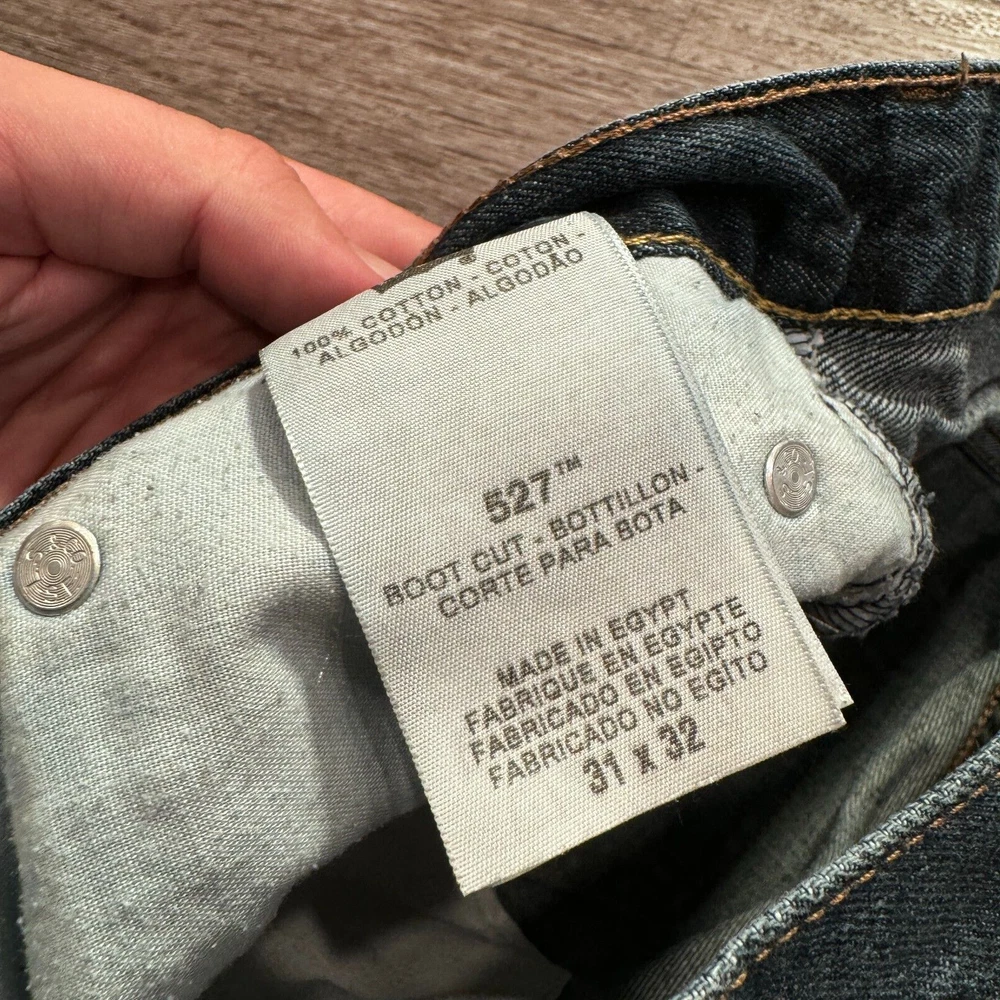 100% COTTON - COTON -
ALGODON - ALGODÃO
527™
BOOT CUT - BOTTILLON -
CORTE PARA BOTA
MADE IN EGYPT
FABRIQUE EN EGYPTE
FABRICADO EN EGIPTO
FABRICADO NO EGÍTO
31 X 32